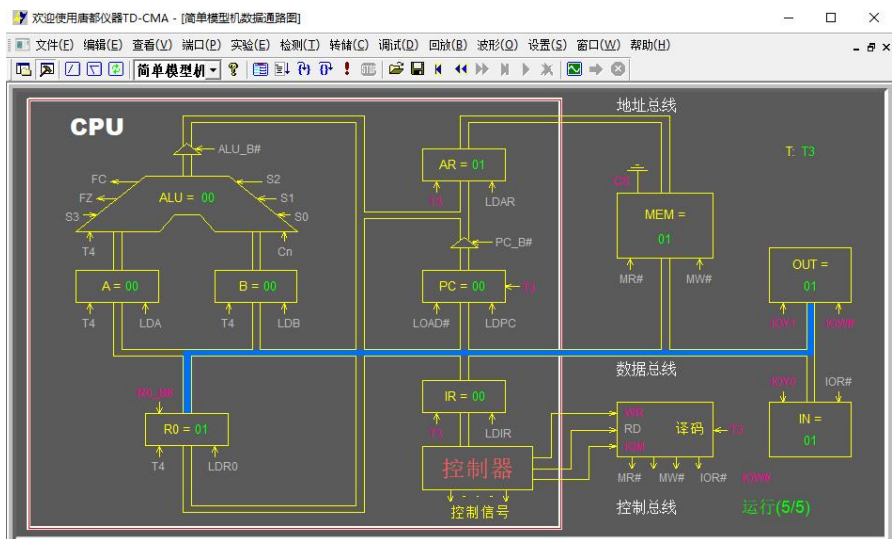 欢迎使用唐都仪器TD-CMA - [简单模型机数据通路图]
文件(F) 编辑(E) 查看(V) 端口(P) 实验(E) 检测(I) 转储(C) 调试(D) 回放(B) 波形(O) 设置(S) 窗口(W) 帮助(H)
简单模型机
CPU
地址总线
ALU_B#
T: T3
AR = 01
T3 LDAR
CS
FC S2
FZ ALU = 00 S1
S3 S0
T4 Cn
MEM =
01
MR# MW#
PC_B#
OUT =
01
IOY1 IOW#
A = 00 B = 00 PC = 00 T3
T4 LDA T4 LDB LOAD# LDPC
数据总线
R0_B#
IR = 00
T3 LDIR
IOY0 IOR#
IN =
01
R0 = 01
T4 LDR0
WR
RD 译码 T3
IOM
MR# MW# IOR# IOW#
控制器
控制信号
控制总线 运行(5/5)